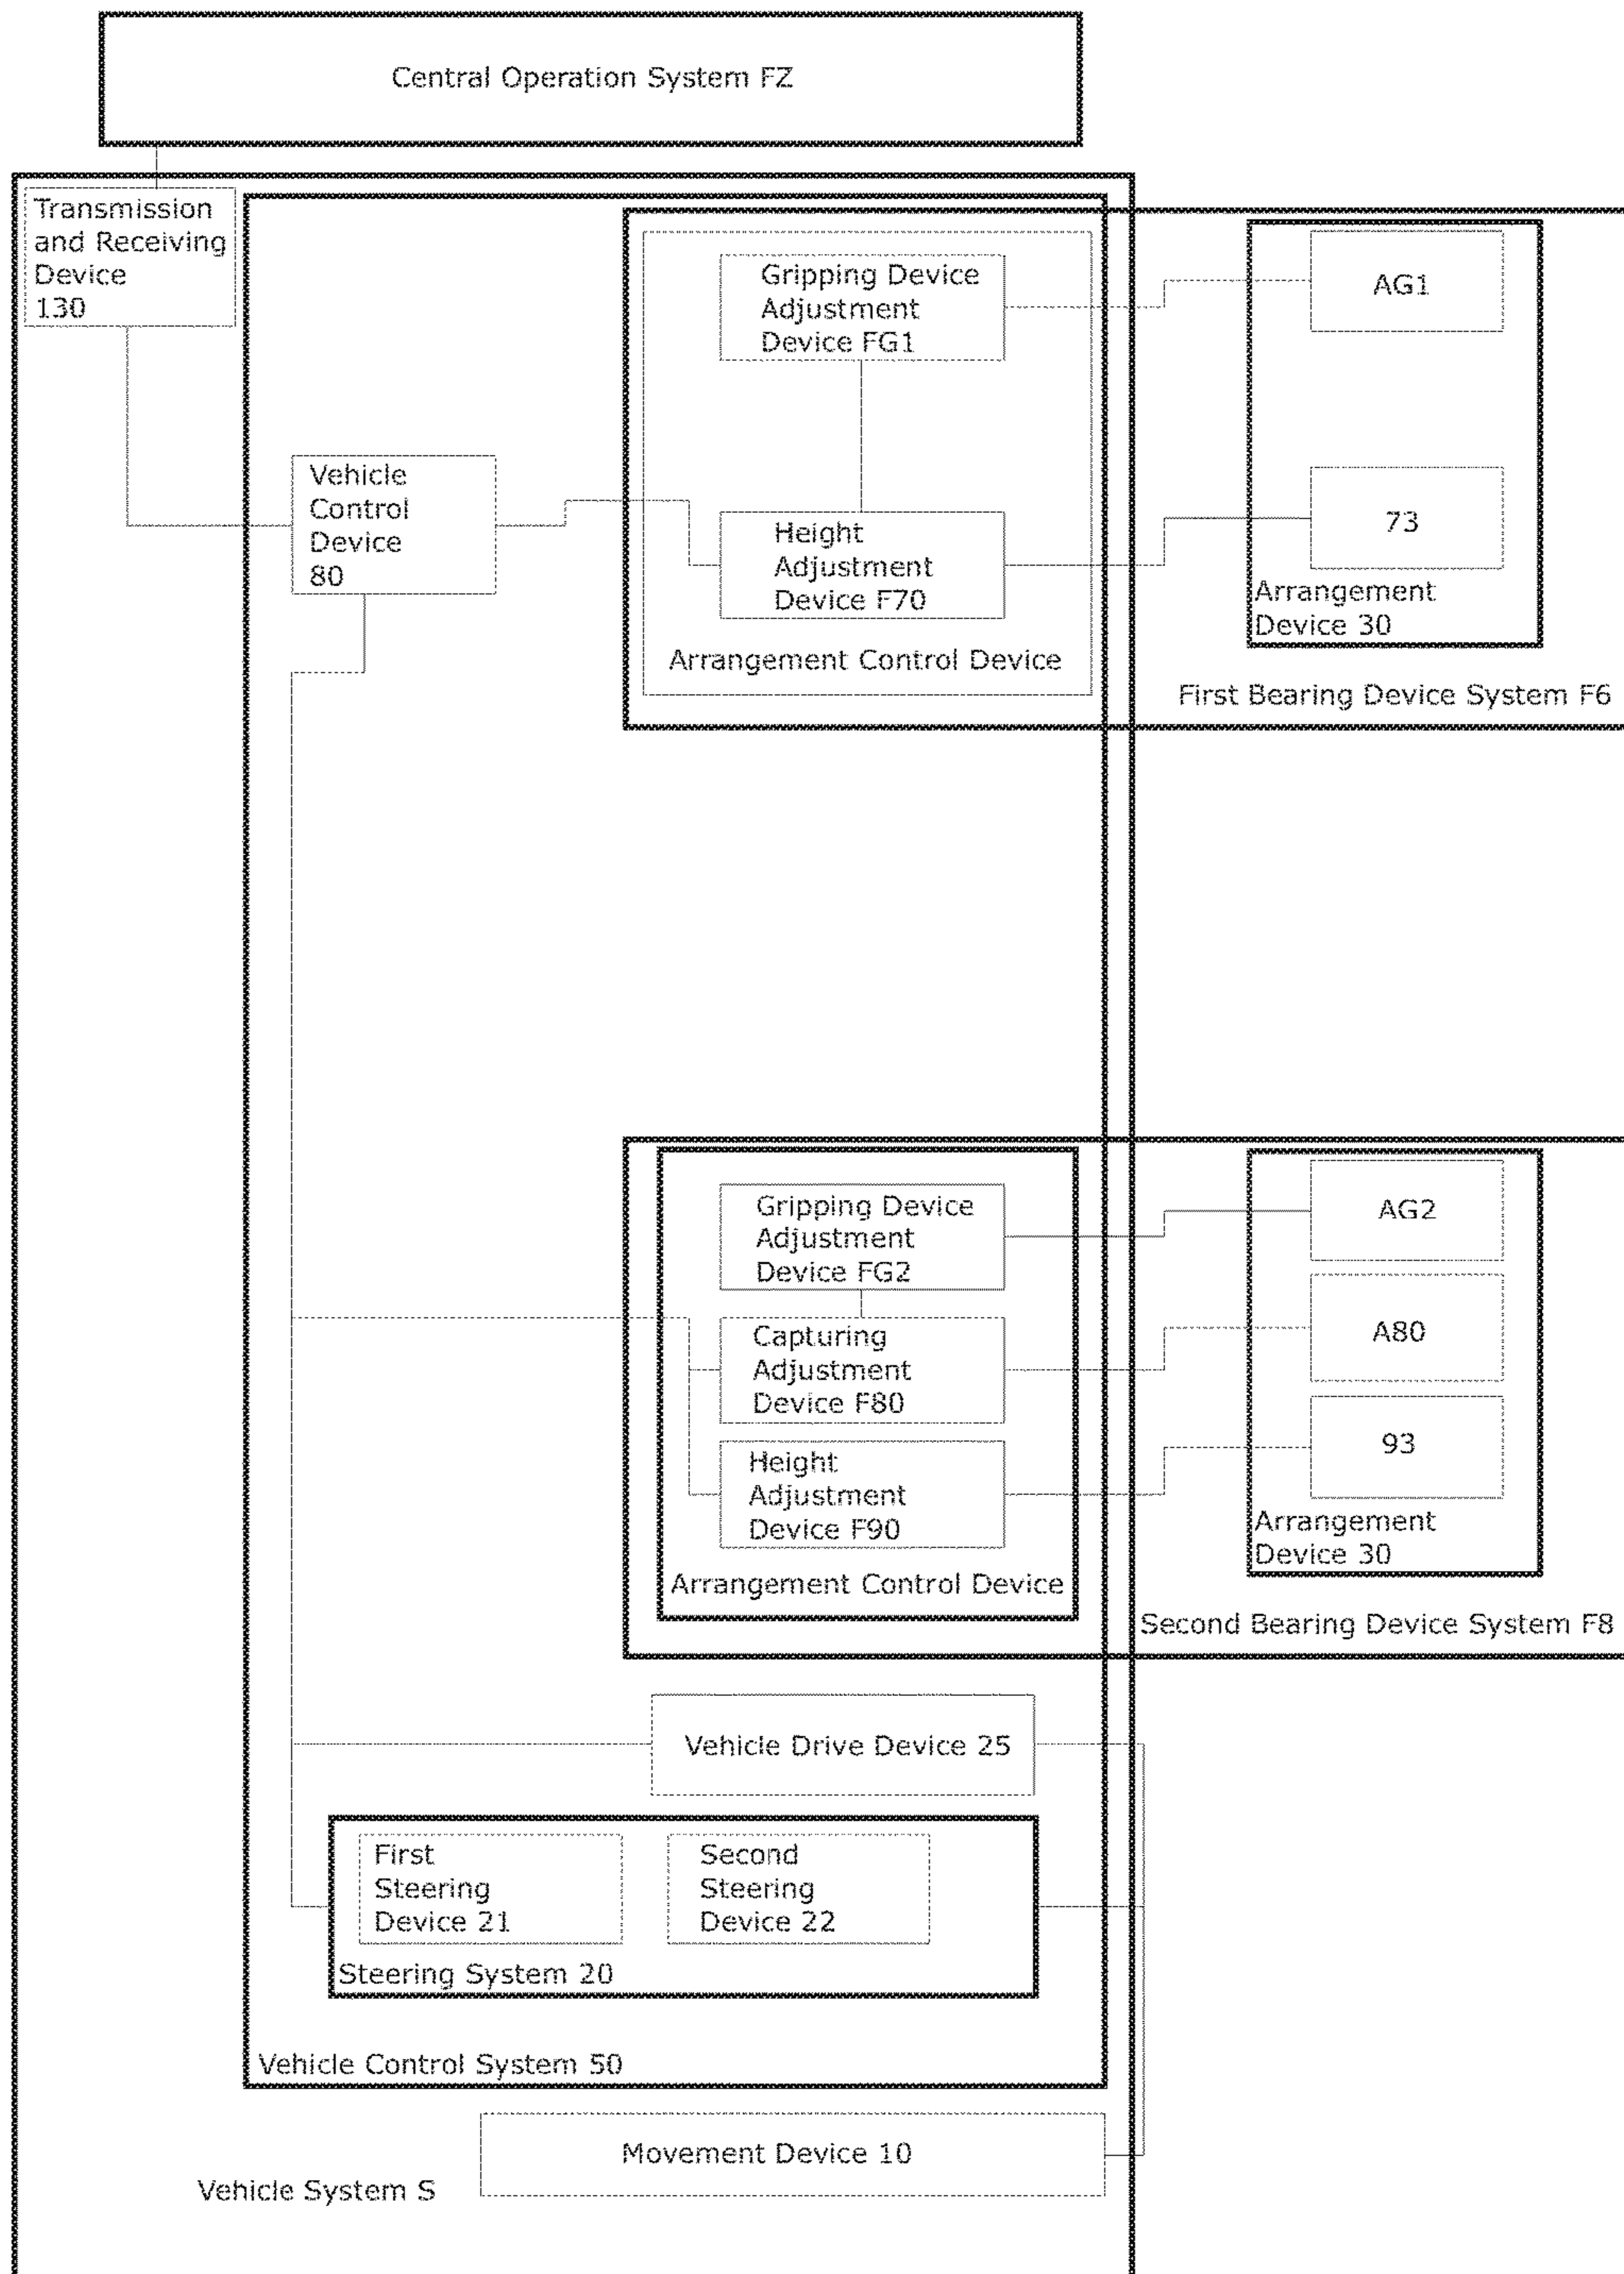 Central Operation System FZ
Transmission
and Receiving
Device
130
Gripping Device
Adjustment
Device FG1
AG1
Vehicle
Control
Device
80
Height
Adjustment
Device F70
73
Arrangement
Device 30
Arrangement Control Device
First Bearing Device System F6
Gripping Device
Adjustment
Device FG2
AG2
Capturing
Adjustment
Device F80
A80
Height
Adjustment
Device F90
93
Arrangement
Device 30
Arrangement Control Device
Second Bearing Device System F8
Vehicle Drive Device 25
First
Steering
Device 21
Second
Steering
Device 22
Steering System 20
Vehicle Control System 50
Movement Device 10
Vehicle System S